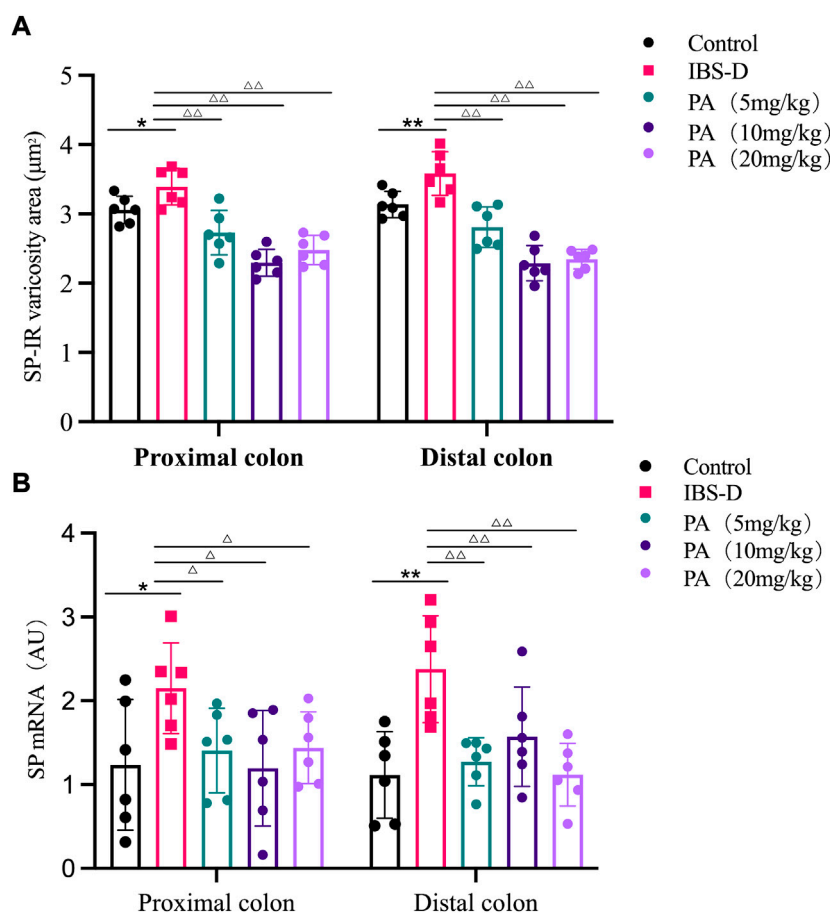 A
Control
IBS-D
PA（5mg/kg）
PA（10mg/kg）
PA（20mg/kg）
SP-IR varicosity area (μm²)
5
4
3
2
1
0
* △△ △△ △△
** △△ △△ △△
Proximal colon
Distal colon
B
Control
IBS-D
PA（5mg/kg）
PA（10mg/kg）
PA（20mg/kg）
SP mRNA（AU）
4
3
2
1
0
* △ △ △
** △△ △△ △△
Proximal colon
Distal colon